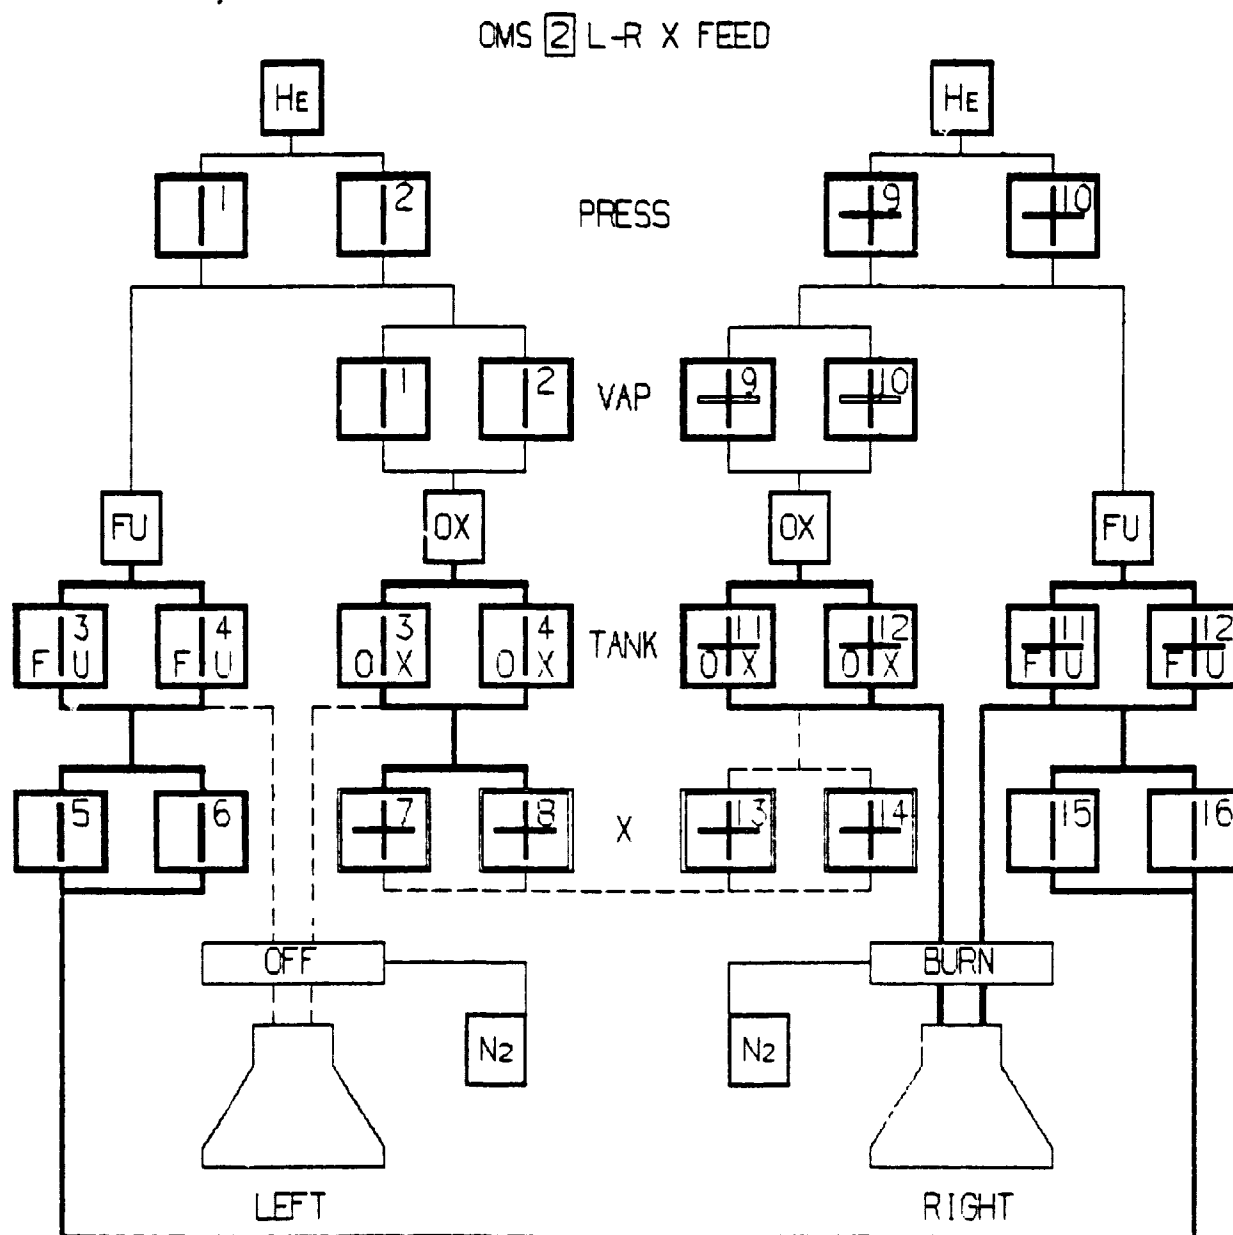 OMS 2 L-R X FEED
HE HE
1 2 PRESS 9 10
1 2 VAP 9 10
FU OX OX FU
3 4 3 4 TANK 11 12 11 12
F U F U O X O X O X O X F U F U
5 6 7 8 X 13 14 15 16
OFF BURN
N2 N2
LEFT RIGHT